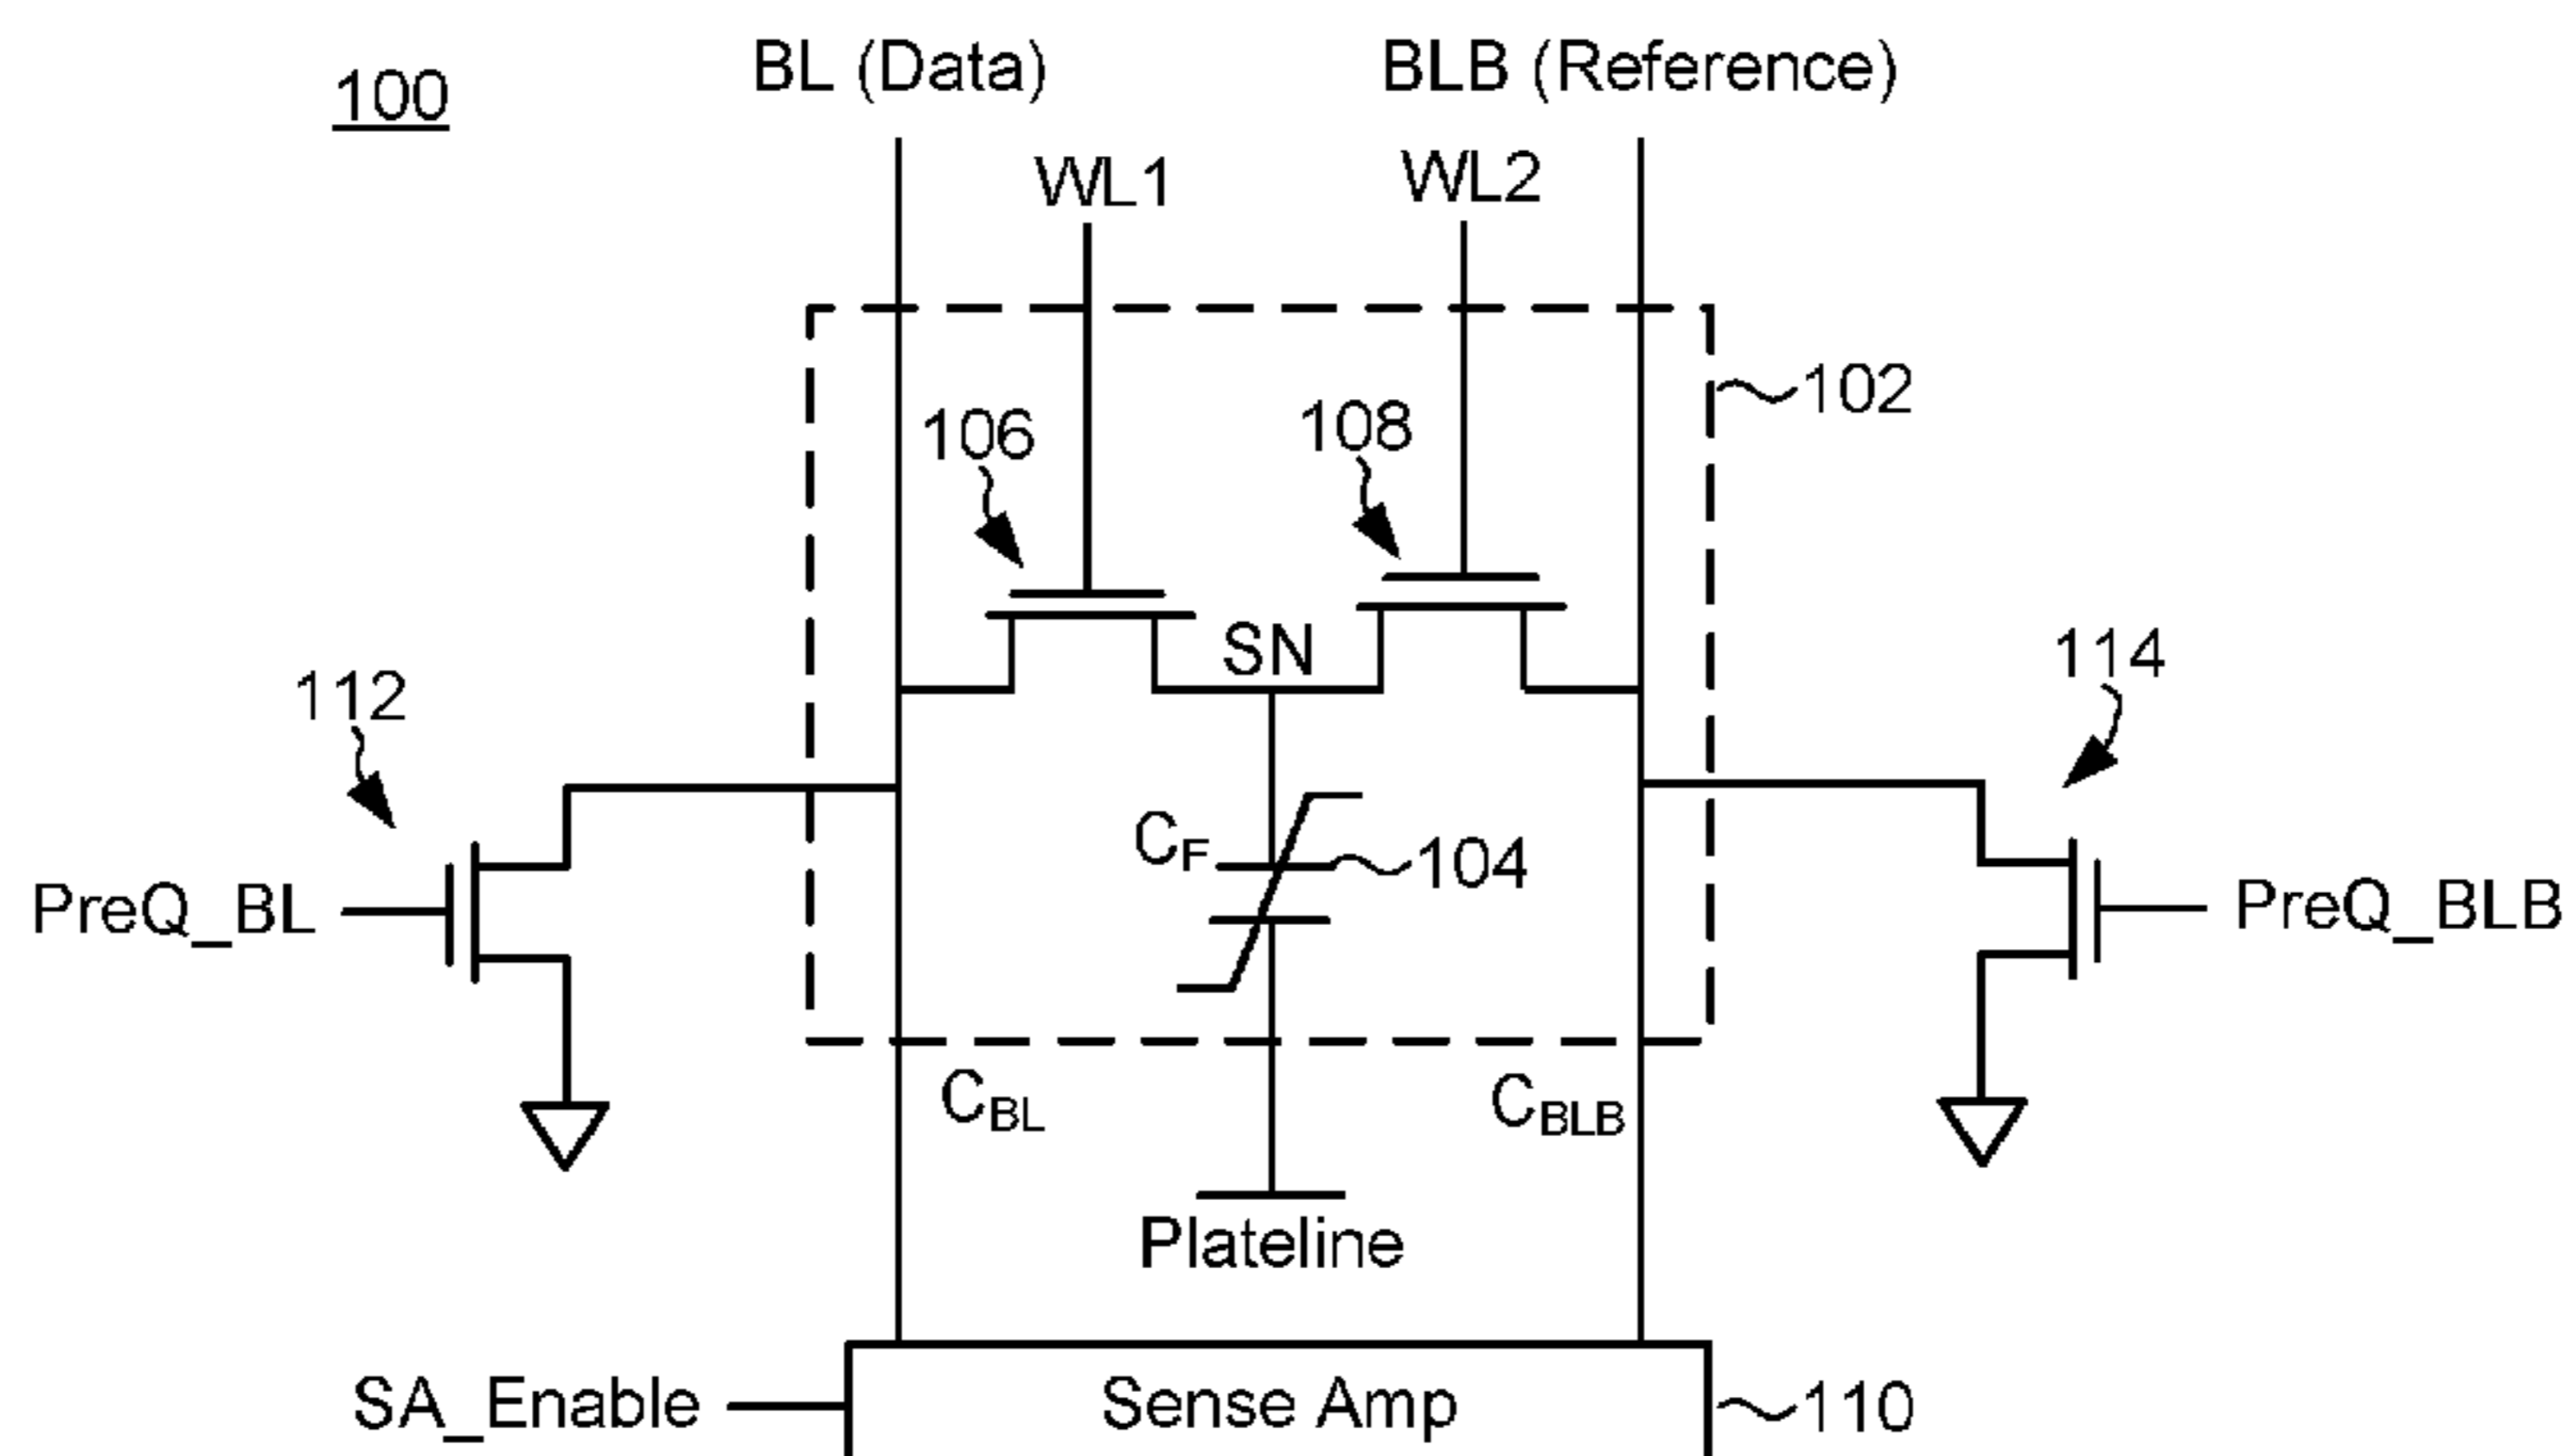 100
BL (Data)
BLB (Reference)
WL1
WL2
102
106
108
SN
112
114
CF
104
PreQ_BL
PreQ_BLB
CBL
CBLB
Plateline
SA_Enable
Sense Amp
110